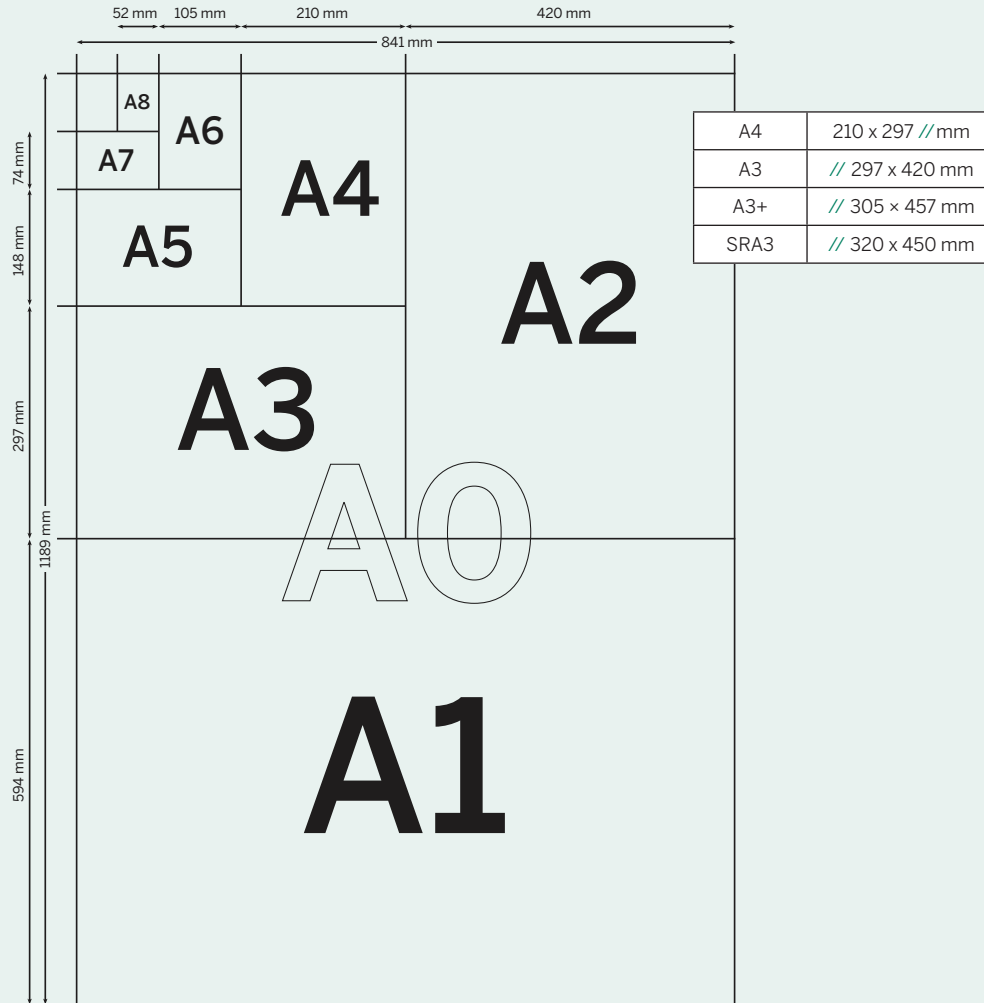 52 mm 105 mm 210 mm 420 mm
841 mm
A8
A6
A7
74 mm
A4
A5
148 mm
A2
A3
297 mm
1189 mm
A0
A1
594 mm
A4 210 x 297 // mm
A3 // 297 x 420 mm
A3+ // 305 × 457 mm
SRA3 // 320 x 450 mm